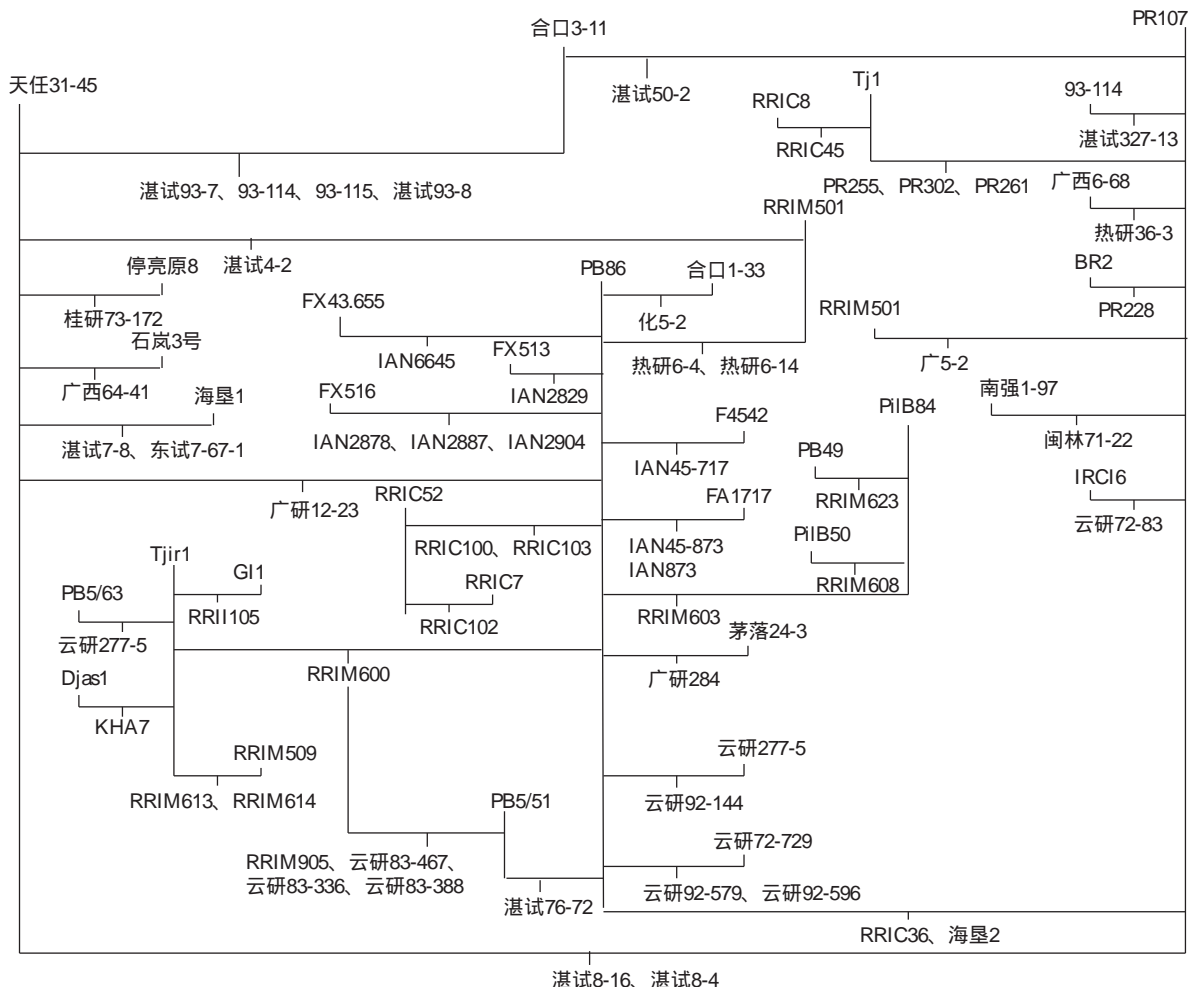 PR107
合口3-11
天任31-45
Tj1
湛试50-2
93-114
RRIC8
湛试327-13
RRIC45
湛试93-7、93-114、93-115、湛试93-8
PR255、PR302、PR261
广西6-68
RRIM501
热研36-3
湛试4-2
停亮原8
PB86
合口1-33
BR2
FX43.655
RRIM501
PR228
桂研73-172
化5-2
石岚3号
IAN6645
FX513
热研6-4、热研6-14
广5-2
广西64-41
海垦1
FX516
IAN2829
南强1-97
PilB84
F4542
湛试7-8、东试7-67-1
IAN2878、IAN2887、IAN2904
闽林71-22
PB49
IAN45-717
IRCI6
RRIC52
FA1717
RRIM623
广研12-23
云研72-83
PilB50
RRIC100、RRIC103
IAN45-873
IAN873
Tjir1
GI1
RRIC7
RRIM608
PB5/63
RRII105
RRIC102
RRIM603
茅落24-3
云研277-5
RRIM600
广研284
Djas1
KHA7
RRIM509
云研277-5
RRIM613、RRIM614
PB5/51
云研92-144
云研72-729
RRIM905、云研83-467、
云研83-336、云研83-388
云研92-579、云研92-596
湛试76-72
RRIC36、海垦2
湛试8-16、湛试8-4